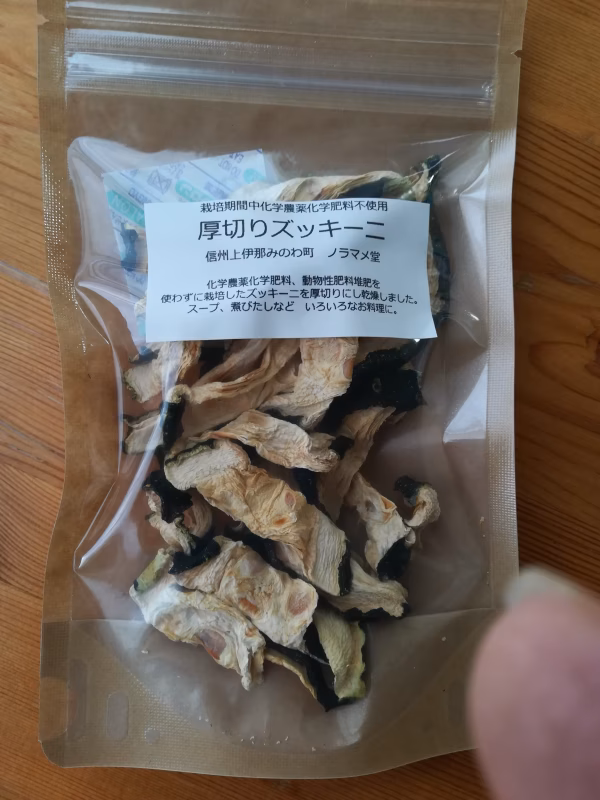 栽培期間中化学農薬化学肥料不使用
厚切りズッキーニ
信州上伊那みのわ町　ノラマメ堂
化学農薬化学肥料、動物性肥料堆肥を
使わずに栽培したズッキーニを厚切りにし乾燥しました。
スープ、煮びたしなど　いろいろなお料理に。